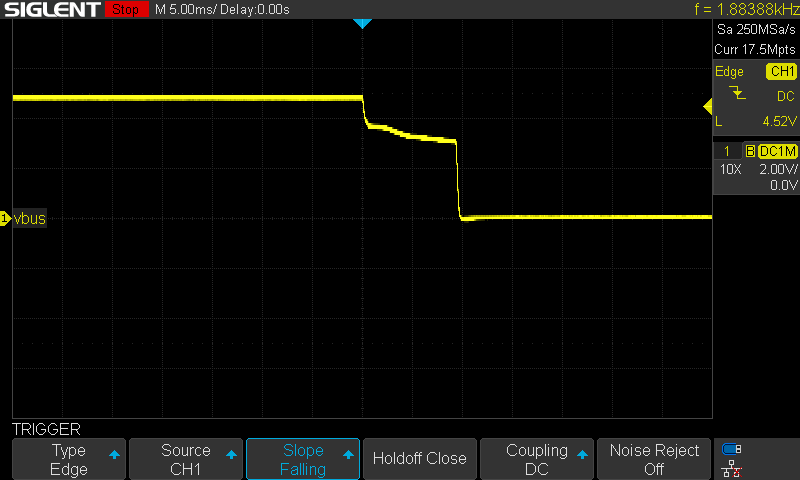 SIGLENT Stop M 5.00ms/ Delay:0.00s f = 1.88388kHz
Sa 250MSa/s
Curr 17.5Mpts
Edge CH1
DC
L 4.52V
1 B DC1M
10X 2.00V/
0.0V
1 vbus
TRIGGER
Type
Edge
Source
CH1
Slope
Falling
Holdoff Close
Coupling
DC
Noise Reject
Off